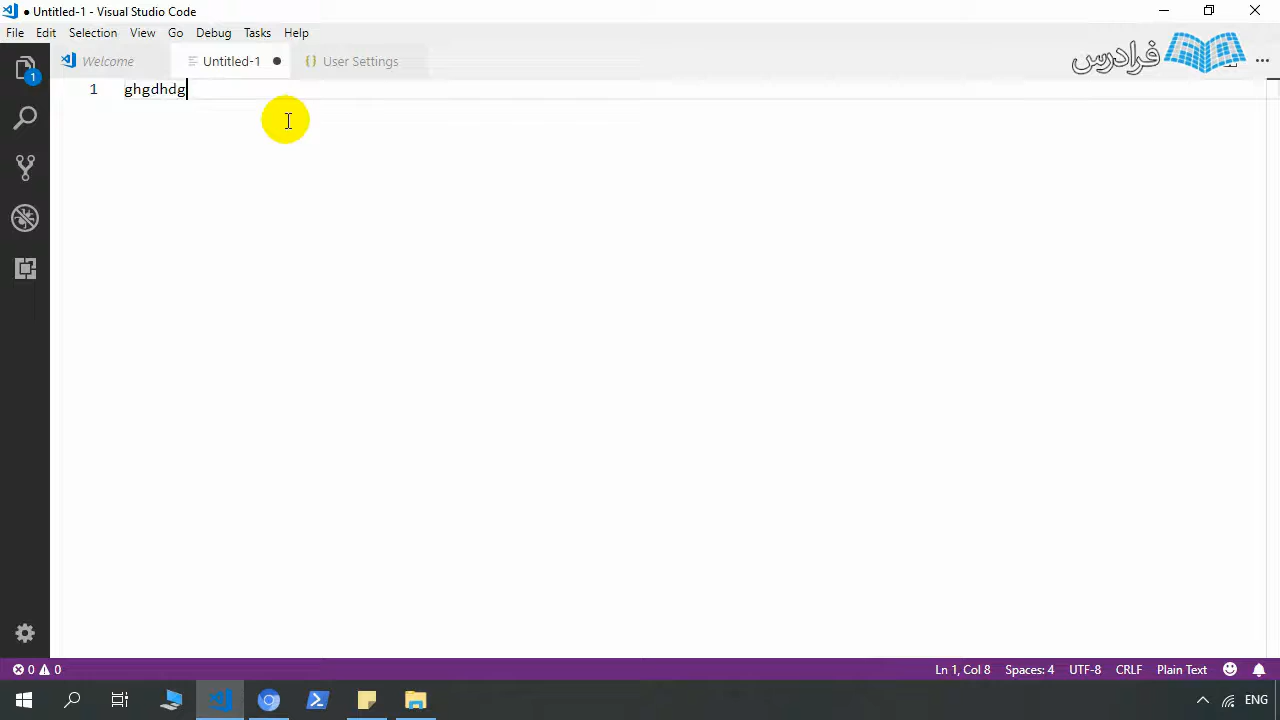 Untitled-1 - Visual Studio Code
File Edit Selection View Go Debug Tasks Help
1 Welcome Untitled-1 {} User Settings فرادرس
1 ghgdhdg
0 0 Ln 1, Col 8 Spaces: 4 UTF-8 CRLF Plain Text
ENG